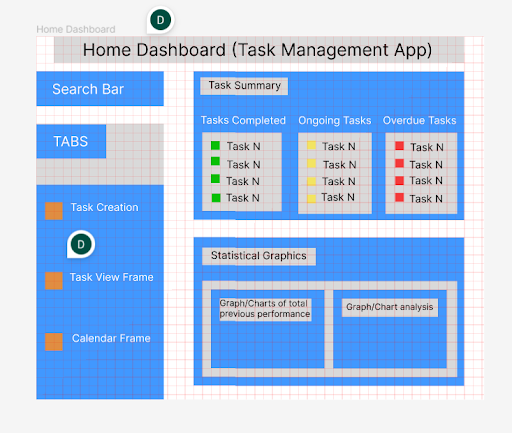 Home Dashboard
D
Home Dashboard (Task Management App)
Search Bar
TABS
Task Creation
D
Task View Frame
Calendar Frame
Task Summary
Tasks Completed
Task N
Task N
Task N
Task N
Ongoing Tasks
Task N
Task N
Task N
Task N
Overdue Tasks
Task N
Task N
Task N
Task N
Statistical Graphics
Graph/Charts of total
previous performance
Graph/Chart analysis